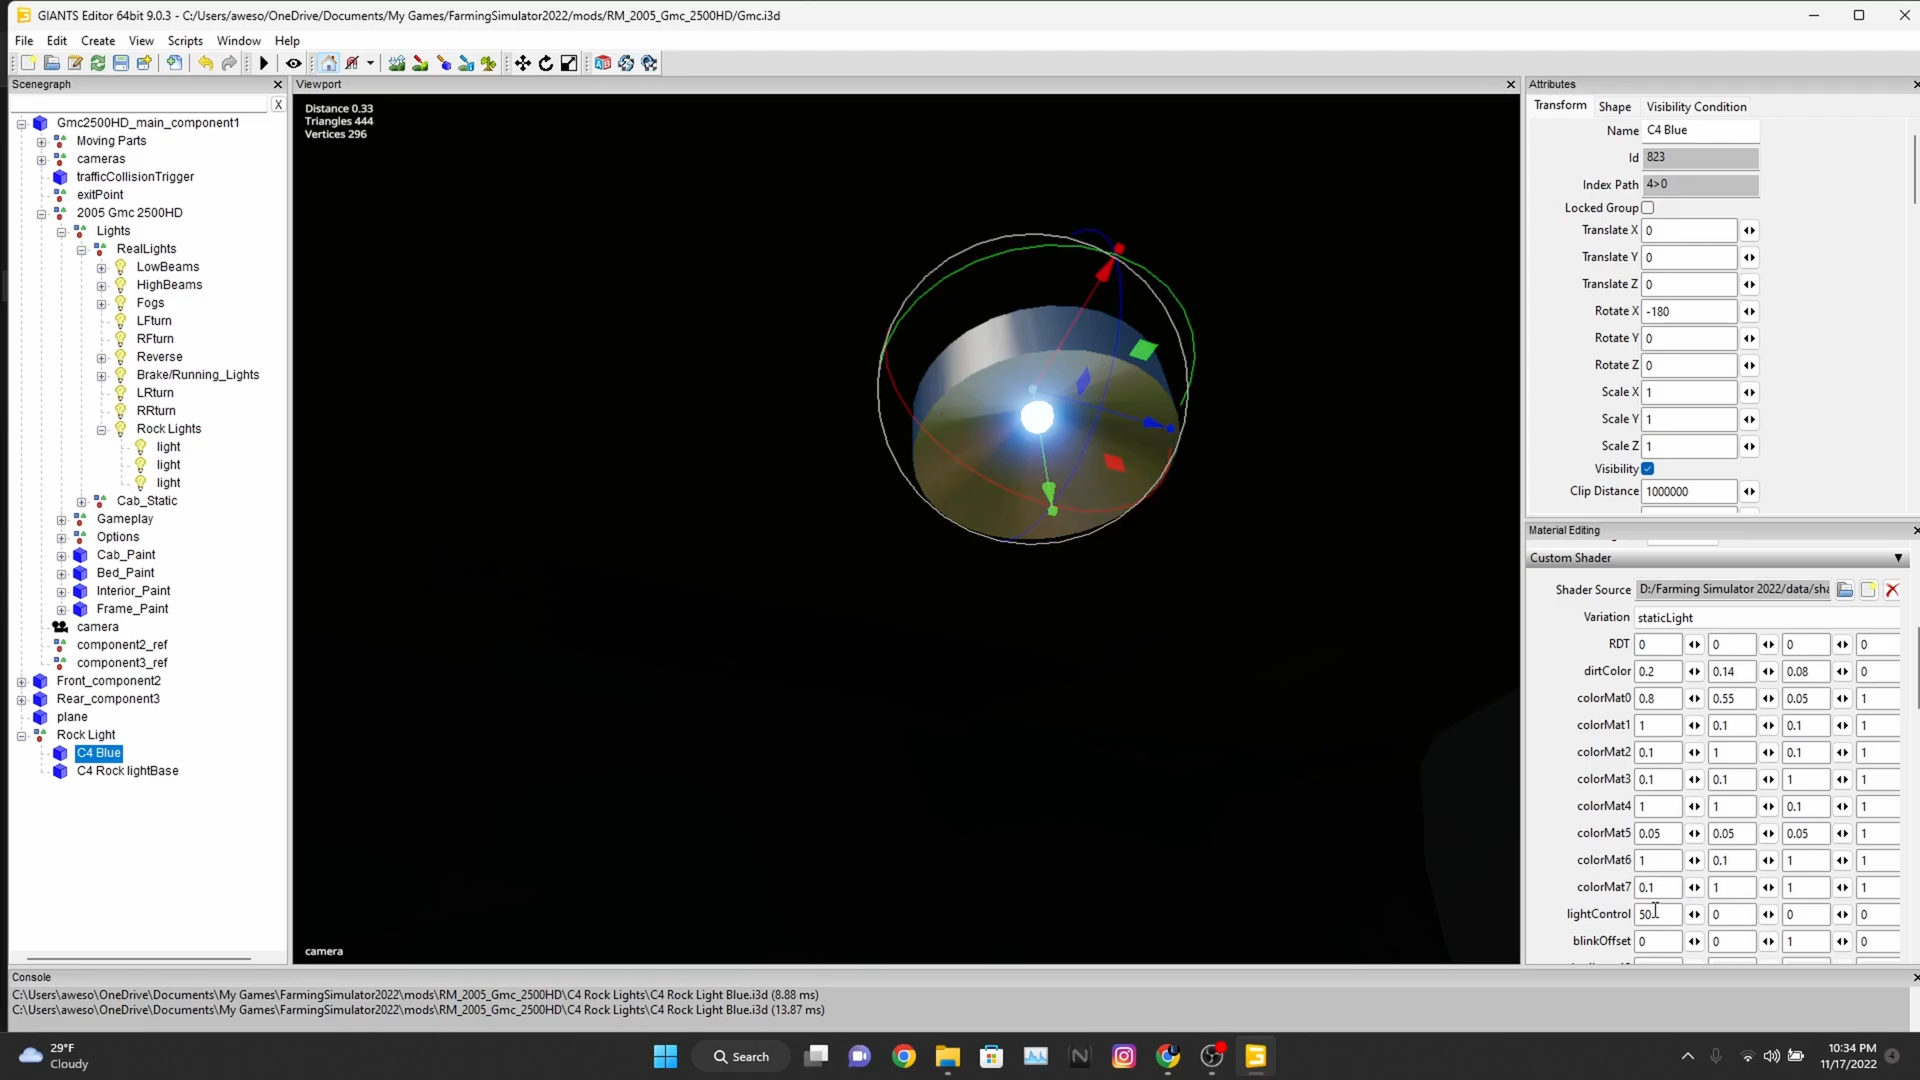 GIANTS Editor 64bit 9.0.3 - C:/Users/aweso/OneDrive/Documents/My Games/FarmingSimulator2022/mods/RM_2005_Gmc_2500HD/Gmc.i3d
File Edit Create View Scripts Window Help
Scenegraph
X
Gmc2500HD_main_component1
Moving Parts
cameras
trafficCollisionTrigger
exitPoint
2005 Gmc 2500HD
Lights
RealLights
LowBeams
HighBeams
Fogs
LFturn
RFturn
Reverse
Brake/Running_Lights
LRturn
RRturn
Rock Lights
light
light
light
Cab_Static
Gameplay
Options
Cab_Paint
Bed_Paint
Interior_Paint
Frame_Paint
camera
component2_ref
component3_ref
Front_component2
Rear_component3
plane
Rock Light
C4 Blue
C4 Rock lightBase
Viewport
Distance 0.33
Triangles 444
Vertices 296
camera
Attributes
Transform Shape Visibility Condition
Name C4 Blue
Id 823
Index Path 4>0
Locked Group
Translate X 0
Translate Y 0
Translate Z 0
Rotate X -180
Rotate Y 0
Rotate Z 0
Scale X 1
Scale Y 1
Scale Z 1
Visibility
Clip Distance 1000000
Material Editing
Custom Shader
Shader Source D:/Farming Simulator 2022/data/sha
Variation staticLight
RDT 0 0 0 0
dirtColor 0.2 0.14 0.08 0
colorMat0 0.8 0.55 0.05 1
colorMat1 1 0.1 0.1 1
colorMat2 0.1 1 0.1 1
colorMat3 0.1 0.1 1 1
colorMat4 1 1 0.1 1
colorMat5 0.05 0.05 0.05 1
colorMat6 1 0.1 1 1
colorMat7 0.1 1 1 1
lightControl 50 0 0 0
blinkOffset 0 0 1 0
Console
C:\Users\aweso\OneDrive\Documents\My Games\FarmingSimulator2022\mods\RM_2005_Gmc_2500HD\C4 Rock Lights\C4 Rock Light Blue.i3d (8.88 ms)
C:\Users\aweso\OneDrive\Documents\My Games\FarmingSimulator2022\mods\RM_2005_Gmc_2500HD\C4 Rock Lights\C4 Rock Light Blue.i3d (13.87 ms)
29°F
Cloudy
Search
10:34 PM
11/17/2022
4